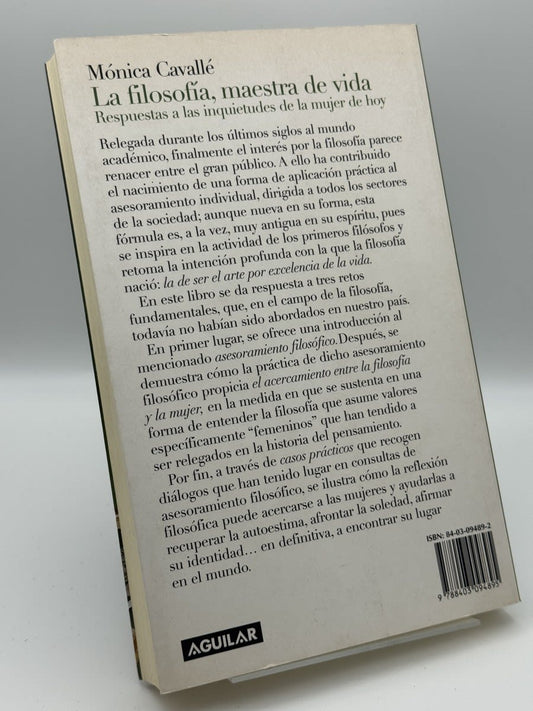 Mónica Cavallé
La filosofía, maestra de vida
Respuestas a las inquietudes de la mujer de hoy
Relegada durante los últimos siglos al mundo
académico, finalmente el interés por la filosofía parece
renacer entre el gran público. A ello ha contribuido
el nacimiento de una forma de aplicación práctica al
asesoramiento individual, dirigida a todos los sectores
de la sociedad; aunque nueva en su forma, esta
fórmula es, a la vez, muy antigua en su espíritu, pues
se inspira en la actividad de los primeros filósofos y
retoma la intención profunda con la que la filosofía
nació: la de ser el arte por excelencia de la vida.
En este libro se da respuesta a tres retos
fundamentales, que, en el campo de la filosofía,
todavía no habían sido abordados en nuestro país.
En primer lugar, se ofrece una introducción al
mencionado asesoramiento filosófico.Después, se
demuestra cómo la práctica de dicho asesoramiento
filosófico propicia el acercamiento entre la filosofía
y la mujer, en la medida en que se sustenta en una
forma de entender la filosofía que asume valores
específicamente “femeninos” que han tendido a
ser relegados en la historia del pensamiento.
Por fin, a través de casos prácticos que recogen
diálogos que han tenido lugar en consultas de
asesoramiento filosófico, se ilustra cómo la reflexión
filosófica puede acercarse a las mujeres y ayudarlas a
recuperar la autoestima, afrontar la soledad, afirmar
su identidad… en definitiva, a encontrar su lugar
en el mundo.
ISBN: 84-03-09489-2
9 788403 094895
AGUILAR